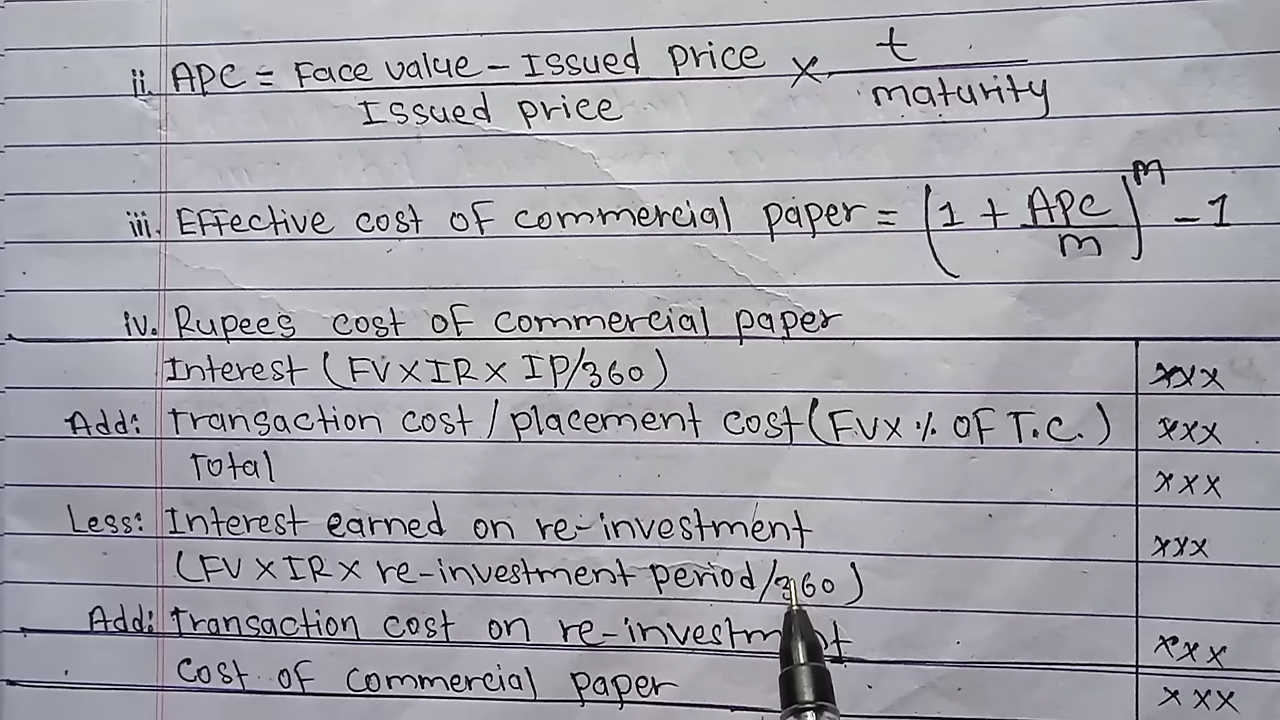 ii. APC = Face value - Issued price / Issued price × t / maturity
iii. Effective cost of commercial paper = (1 + APC / m)^m - 1
iv. Rupees cost of commercial paper
Interest (FV × IR × IP/360) xxx
Add: Transaction cost / placement cost (FV × % of T.C.) xxx
Total xxx
Less: Interest earned on re-investment xxx
(FV × IR × re-investment period/360)
Add: Transaction cost on re-investment xxx
cost of commercial paper xxx